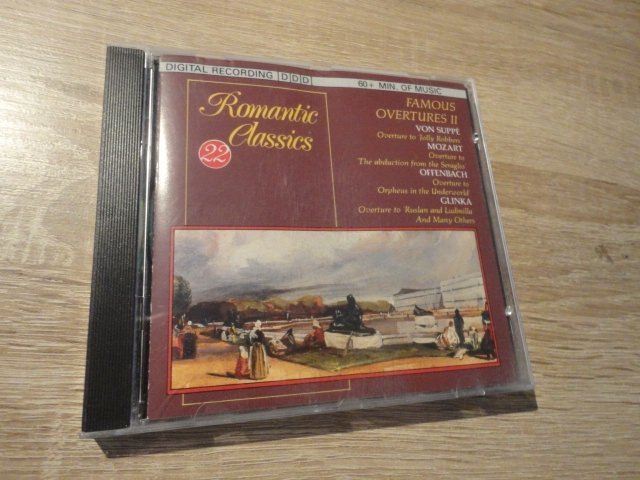 DIGITAL RECORDING DDD
60+ MIN. OF MUSIC
Romantic
Classics
22
FAMOUS
OVERTURES II
VON SUPPÈ
Overture to 'Jolly Robbers'
MOZART
Overture to
'The abduction from the Seraglio'
OFFENBACH
Overture to
'Orpheus in the Underworld'
GLINKA
Overture to 'Ruslan and Ludmilla'
And Many Others